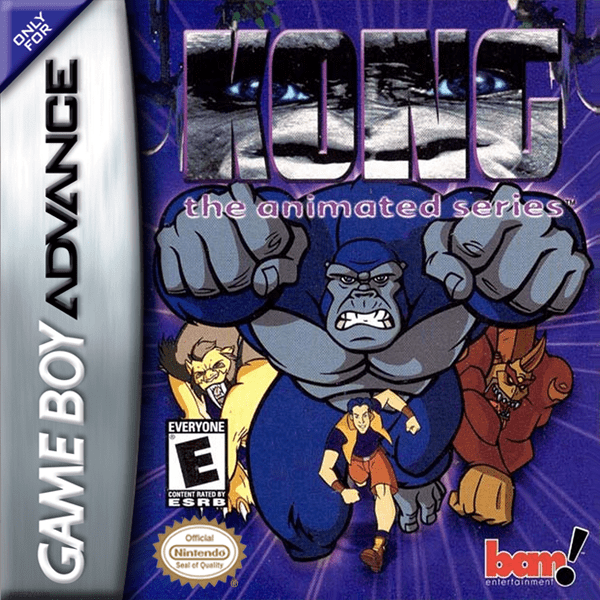 ONLY
FOR
GAME BOY ADVANCE
KONG
the animated series™
EVERYONE
E
CONTENT RATED BY
ESRB
Official
Nintendo
Seal of Quality
®
bam!
entertainment